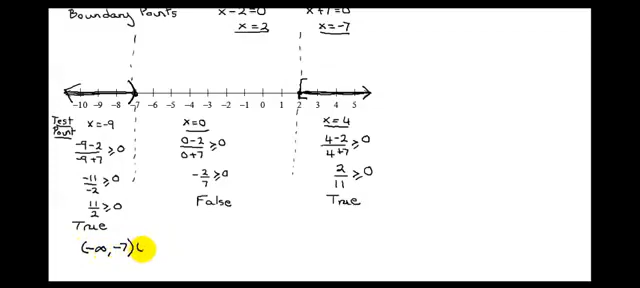 Boundary Points x-2=0 x+7=0
x=2 x=-7
-10 -9 -8 -7 -6 -5 -4 -3 -2 -1 0 1 2 3 4 5
Test Point x=-9 x=0 x=4
(-9-2)/(-9+7) ≥0 (0-2)/(0+7) ≥0 (4-2)/(4+7) ≥0
-11/-2 ≥0 -2/7 ≥0 2/11 ≥0
11/2 ≥0 False True
True
(-∞, -7)